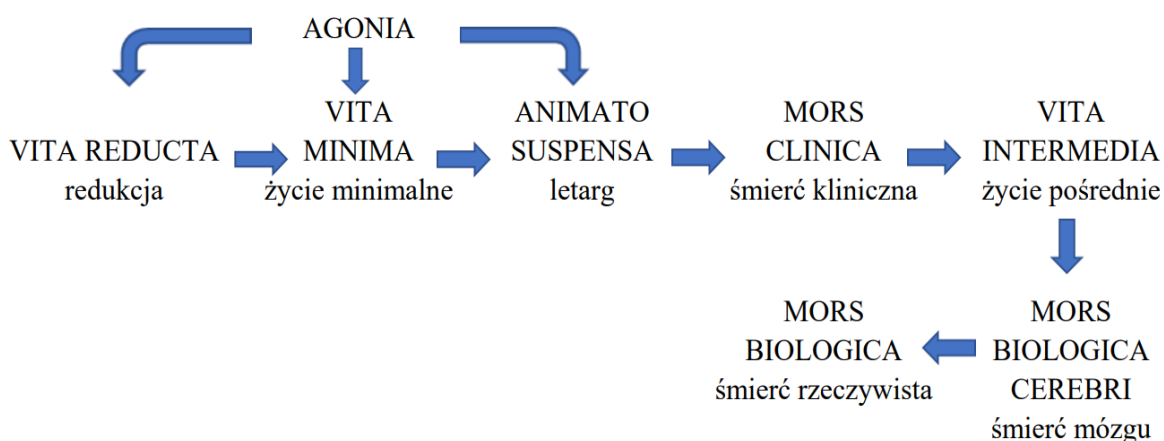 AGONIA
VITA REDUCTA
redukcja
VITA
MINIMA
życie minimalne
ANIMATO
SUSPENSA
letarg
MORS
CLINICA
śmierć kliniczna
VITA
INTERMEDIA
życie pośrednie
MORS
BIOLOGICA
CEREBRI
śmierć mózgu
MORS
BIOLOGICA
śmierć rzeczywista